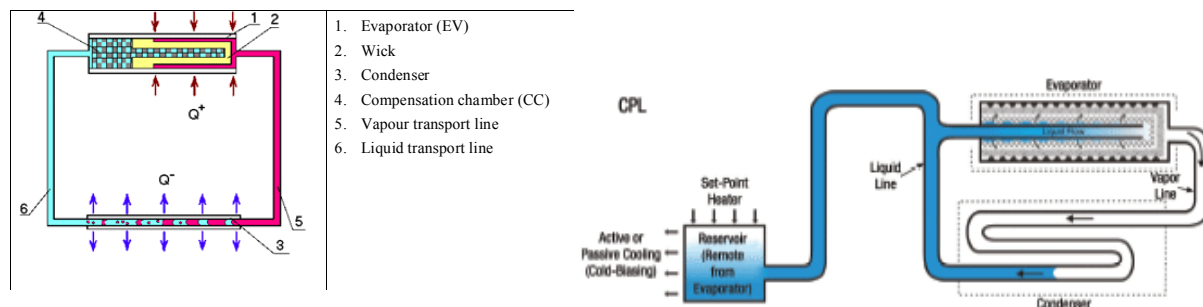 4
1
2
Q⁺
Q⁻
6
5
3
1. Evaporator (EV)
2. Wick
3. Condenser
4. Compensation chamber (CC)
5. Vapour transport line
6. Liquid transport line
CPL
Evaporator
Liquid Flow
Liquid
Line
Vapor
Line
Set-Point
Heater
Active or
Passive Cooling
(Cold-Biasing)
Reservoir
(Remote
from
Evaporator)
Condenser